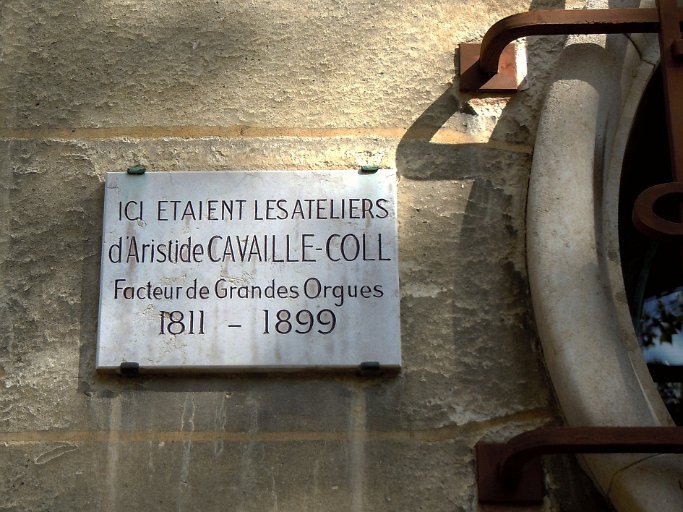 ICI ETAIENT LES ATELIERS
d'Aristide CAVAILLE-COLL
Facteur de Grandes Orgues
1811 – 1899